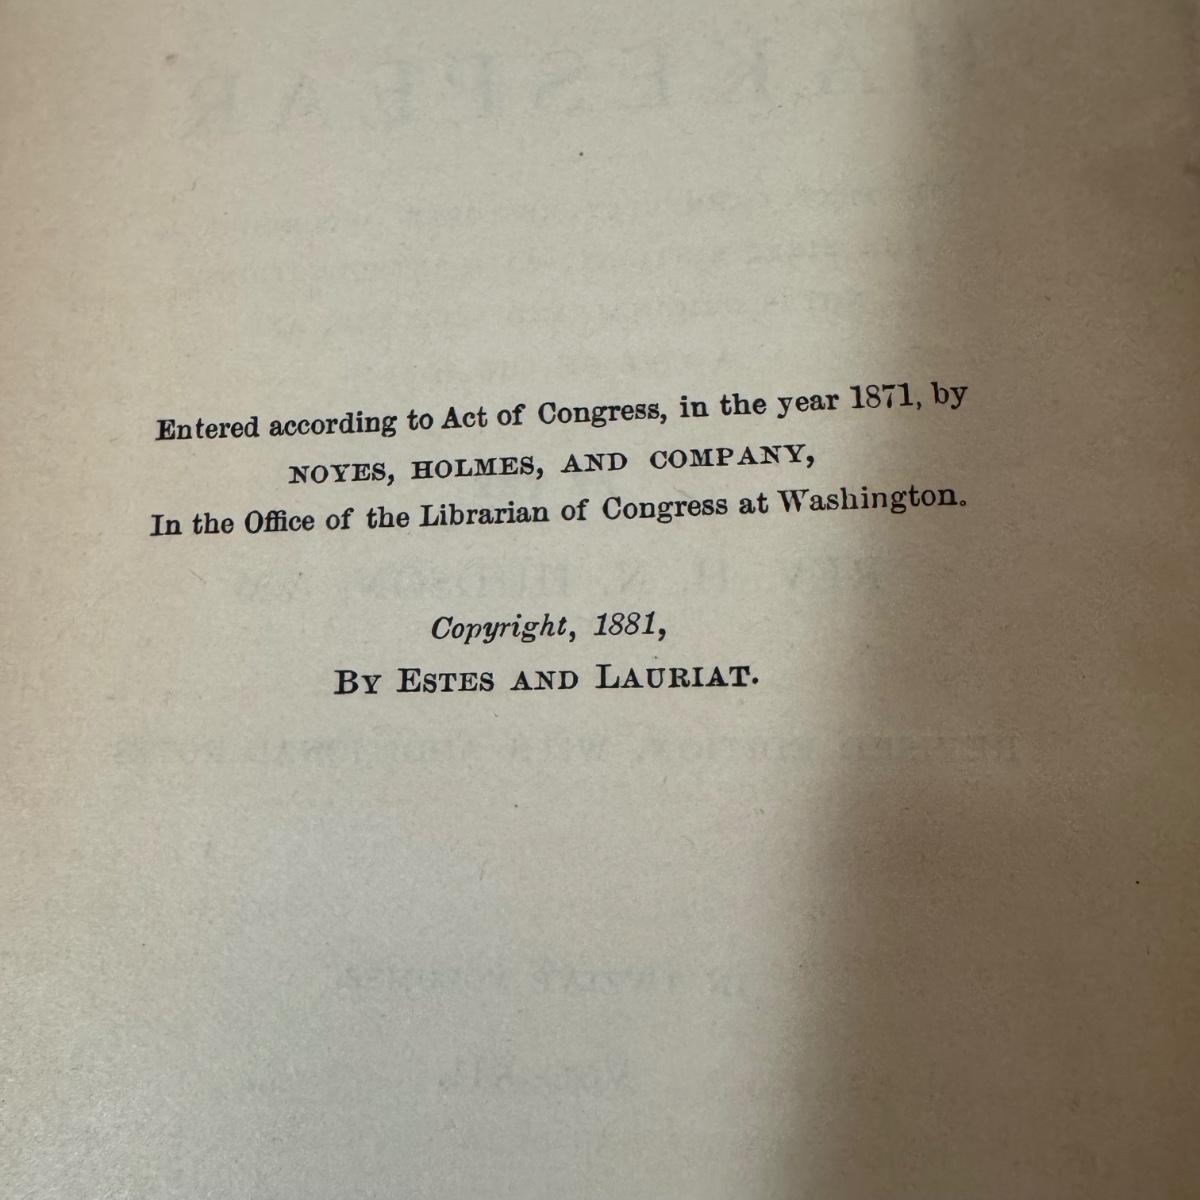 Entered according to Act of Congress, in the year 1871, by
NOYES, HOLMES, AND COMPANY,
In the Office of the Librarian of Congress at Washington.
Copyright, 1881,
BY ESTES AND LAURIAT.